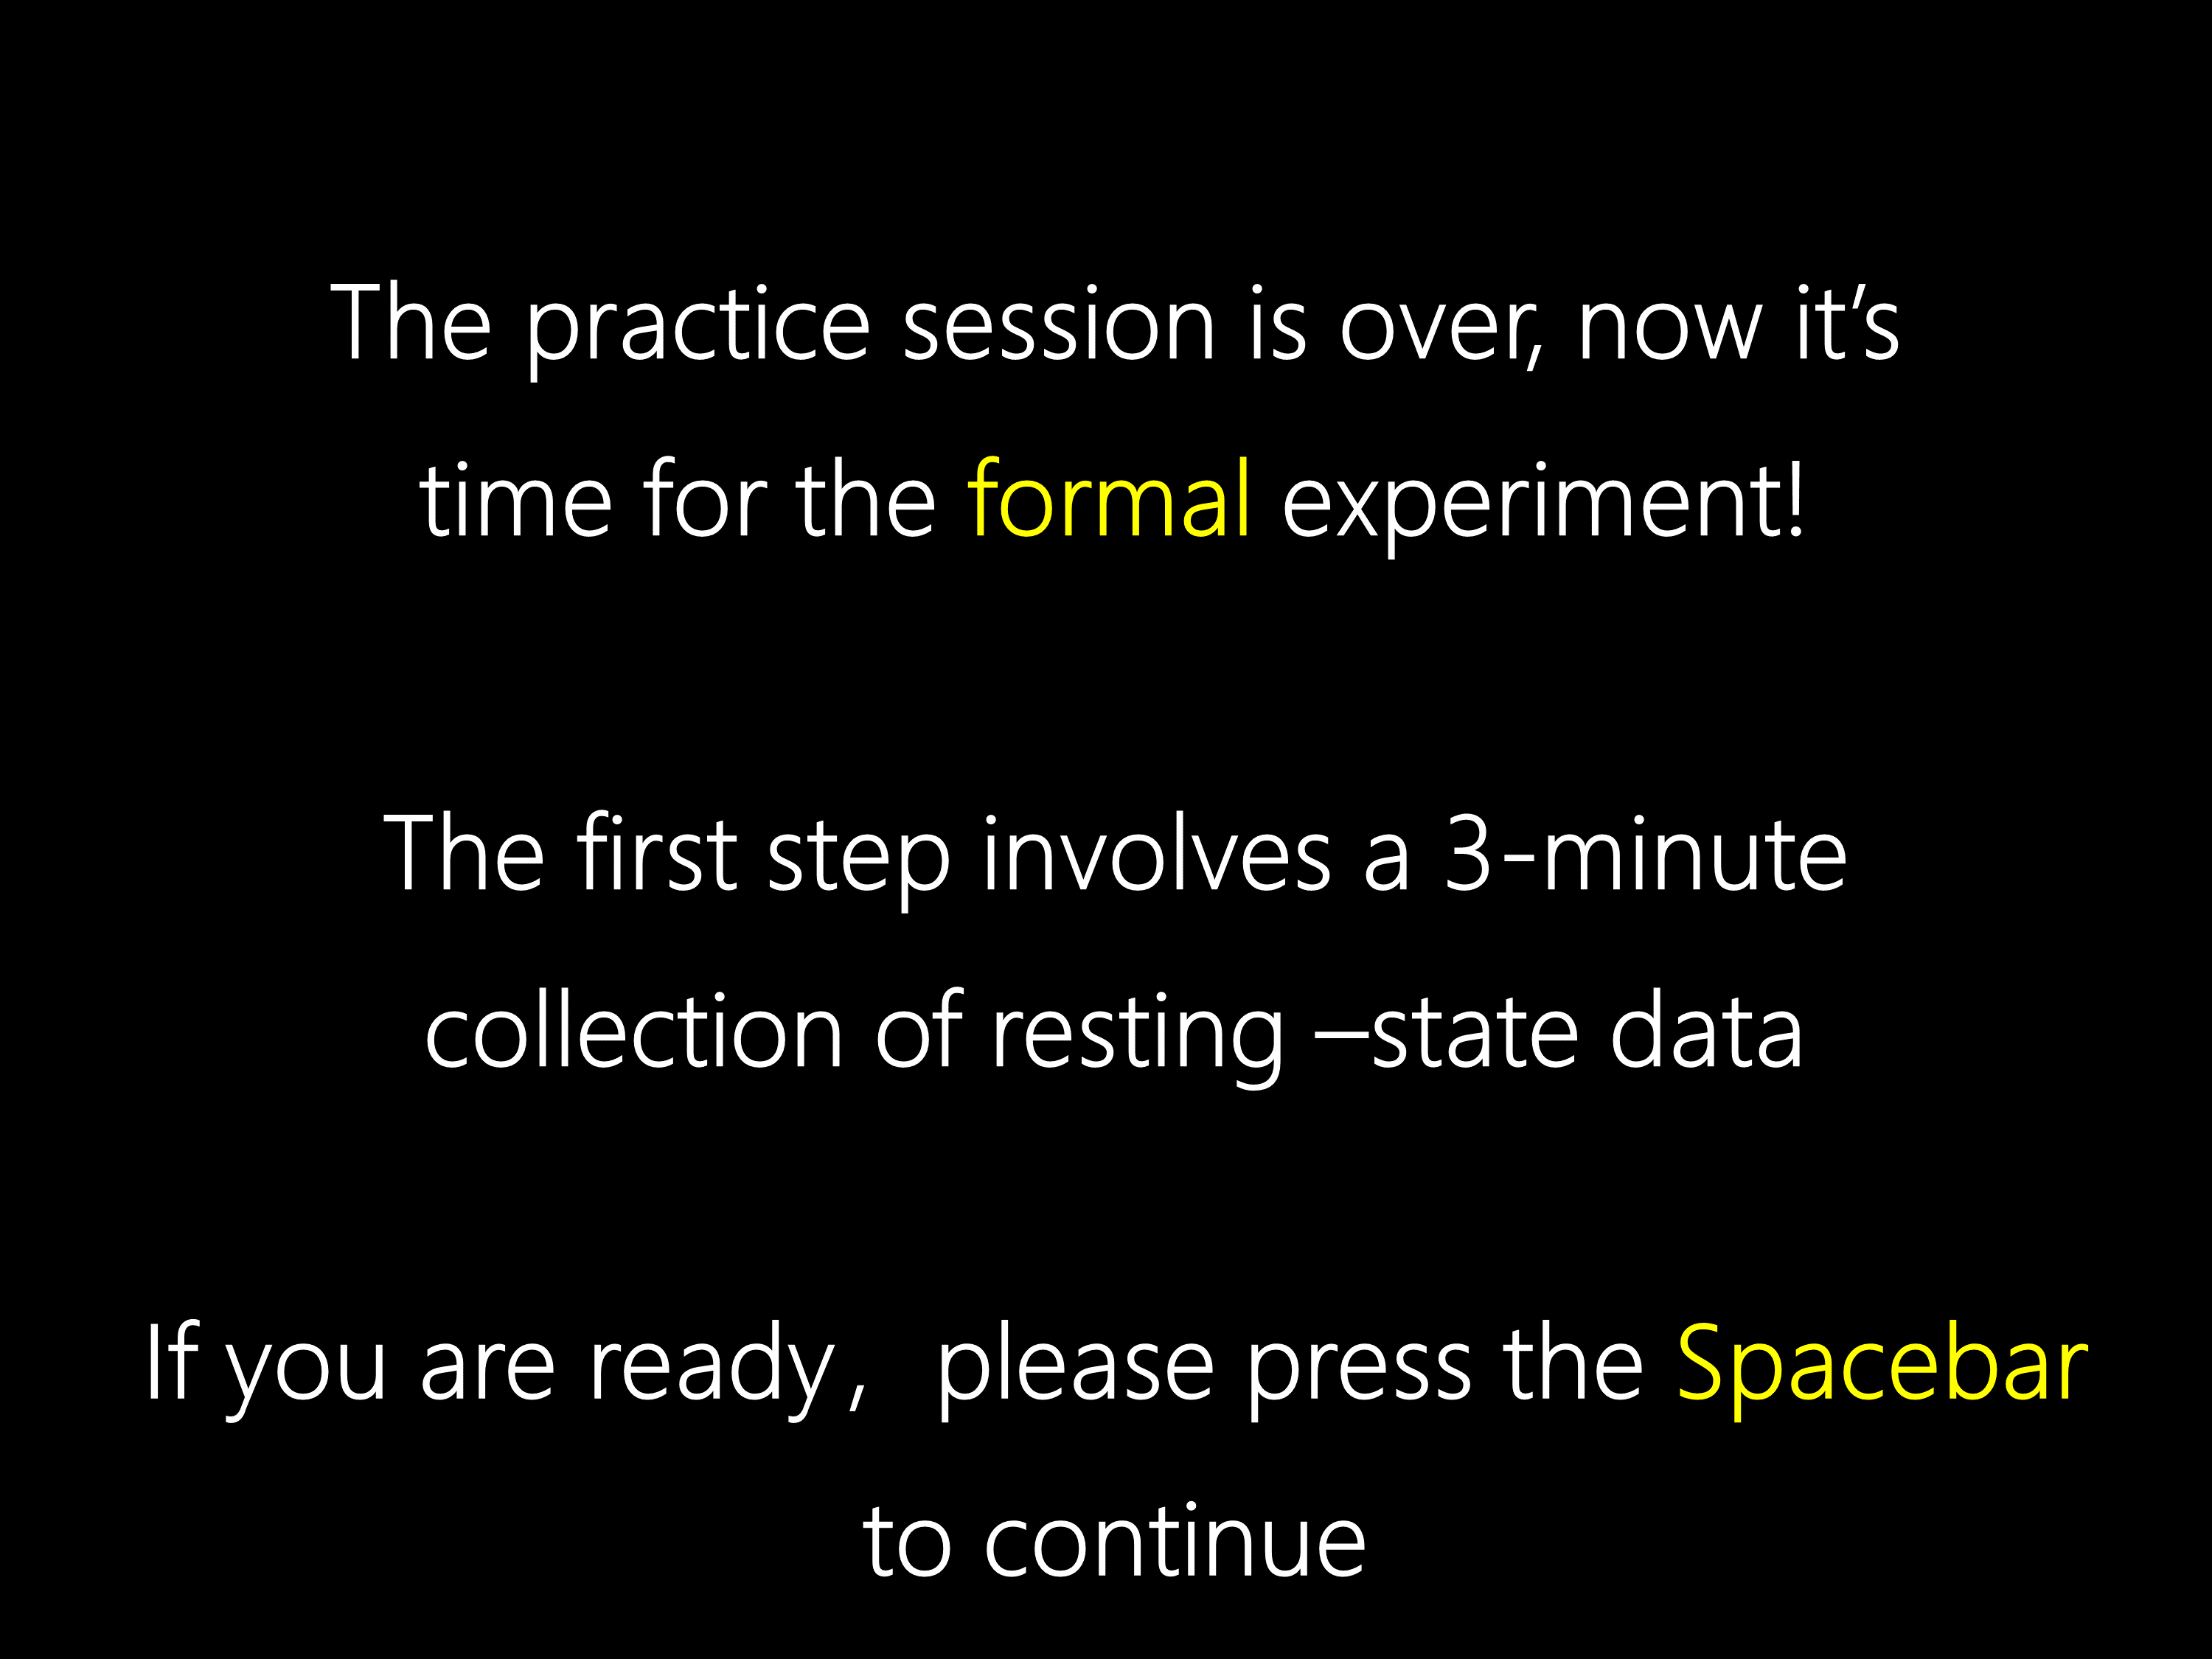 The practice session is over, now it’s
time for the formal experiment!
The first step involves a 3-minute
collection of resting –state data
If you are ready, please press the Spacebar
to continue